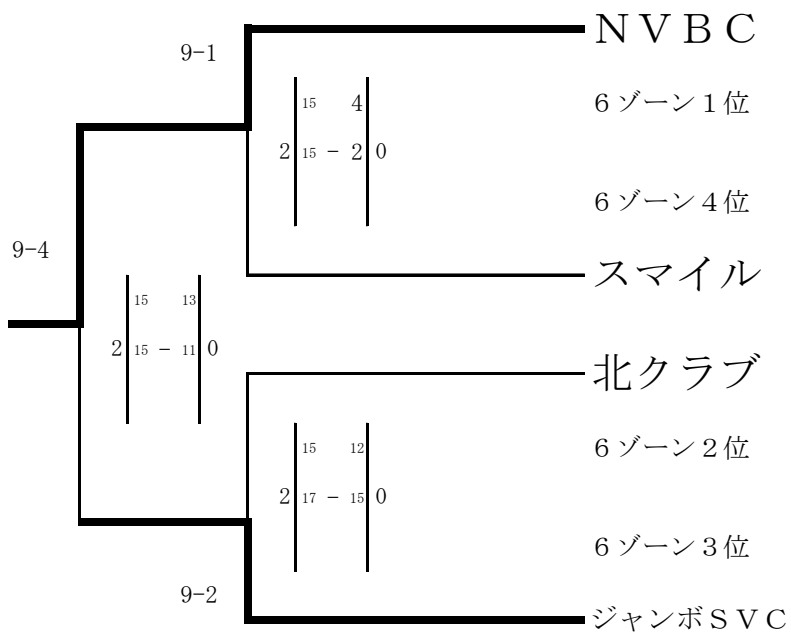 ＮＶＢＣ
9-1
6ゾーン１位
15 4
2 15 － 2 0
6ゾーン４位
9-4
スマイル
15 13
2 15 － 11 0
北クラブ
6ゾーン２位
15 12
2 17 － 15 0
6ゾーン３位
9-2
ジャンボＳＶＣ